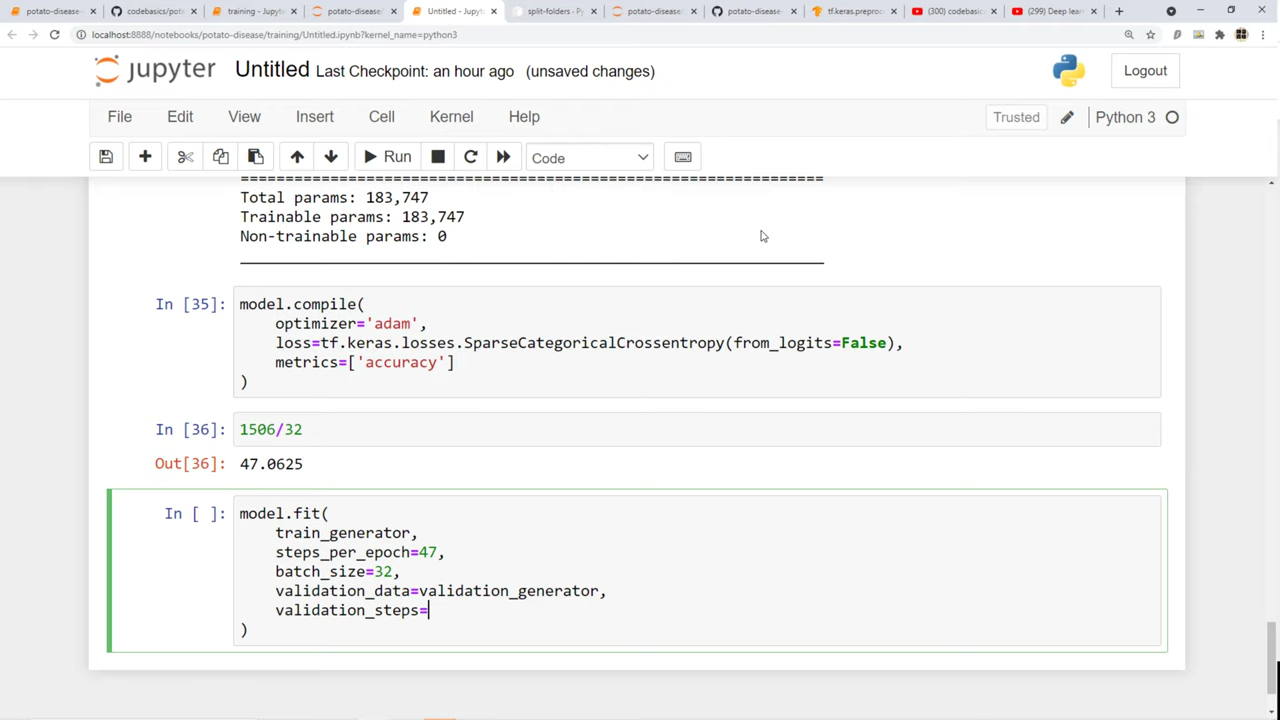 potato-disease
codebasics/pota
training - Jupyte
potato-disease/
Untitled - Jupyt
split-folders · Py
potato-disease
potato-disease
tf.keras.preproc
(300) codebasic
(299) Deep learn
localhost:8888/notebooks/potato-disease/training/Untitled.ipynb?kernel_name=python3
jupyter Untitled Last Checkpoint: an hour ago (unsaved changes)
Logout
File Edit View Insert Cell Kernel Help
Trusted Python 3
Run Code
Total params: 183,747
Trainable params: 183,747
Non-trainable params: 0
In [35]: model.compile(
optimizer='adam',
loss=tf.keras.losses.SparseCategoricalCrossentropy(from_logits=False),
metrics=['accuracy']
)
In [36]: 1506/32
Out[36]: 47.0625
In [ ]: model.fit(
train_generator,
steps_per_epoch=47,
batch_size=32,
validation_data=validation_generator,
validation_steps=
)